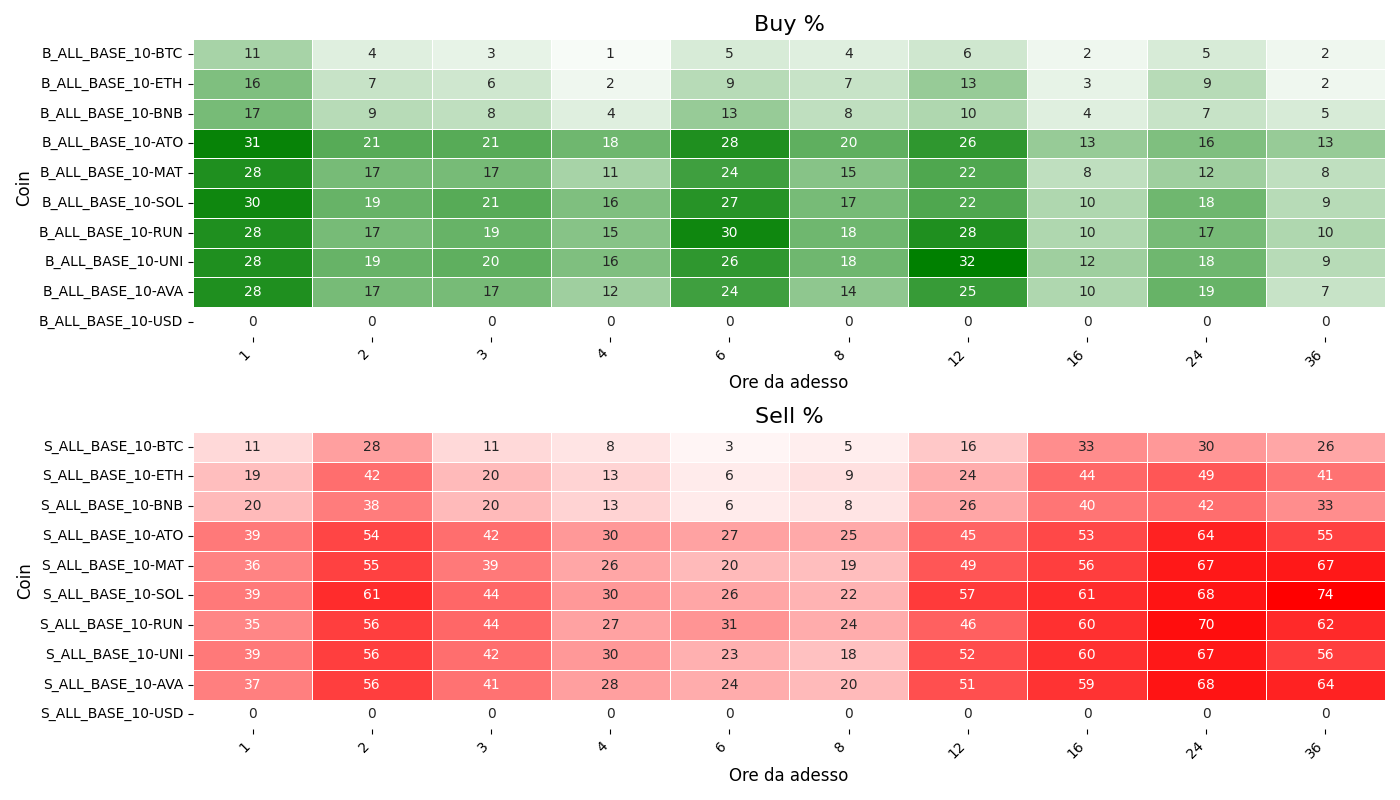 Buy %
Coin
B_ALL_BASE_10-BTC 11 4 3 1 5 4 6 2 5 2
B_ALL_BASE_10-ETH 16 7 6 2 9 7 13 3 9 2
B_ALL_BASE_10-BNB 17 9 8 4 13 8 10 4 7 5
B_ALL_BASE_10-ATO 31 21 21 18 28 20 26 13 16 13
B_ALL_BASE_10-MAT 28 17 17 11 24 15 22 8 12 8
B_ALL_BASE_10-SOL 30 19 21 16 27 17 22 10 18 9
B_ALL_BASE_10-RUN 28 17 19 15 30 18 28 10 17 10
B_ALL_BASE_10-UNI 28 19 20 16 26 18 32 12 18 9
B_ALL_BASE_10-AVA 28 17 17 12 24 14 25 10 19 7
B_ALL_BASE_10-USD 0 0 0 0 0 0 0 0 0 0
1 2 3 4 6 8 12 16 24 36
Ore da adesso
Sell %
Coin
S_ALL_BASE_10-BTC 11 28 11 8 3 5 16 33 30 26
S_ALL_BASE_10-ETH 19 42 20 13 6 9 24 44 49 41
S_ALL_BASE_10-BNB 20 38 20 13 6 8 26 40 42 33
S_ALL_BASE_10-ATO 39 54 42 30 27 25 45 53 64 55
S_ALL_BASE_10-MAT 36 55 39 26 20 19 49 56 67 67
S_ALL_BASE_10-SOL 39 61 44 30 26 22 57 61 68 74
S_ALL_BASE_10-RUN 35 56 44 27 31 24 46 60 70 62
S_ALL_BASE_10-UNI 39 56 42 30 23 18 52 60 67 56
S_ALL_BASE_10-AVA 37 56 41 28 24 20 51 59 68 64
S_ALL_BASE_10-USD 0 0 0 0 0 0 0 0 0 0
1 2 3 4 6 8 12 16 24 36
Ore da adesso